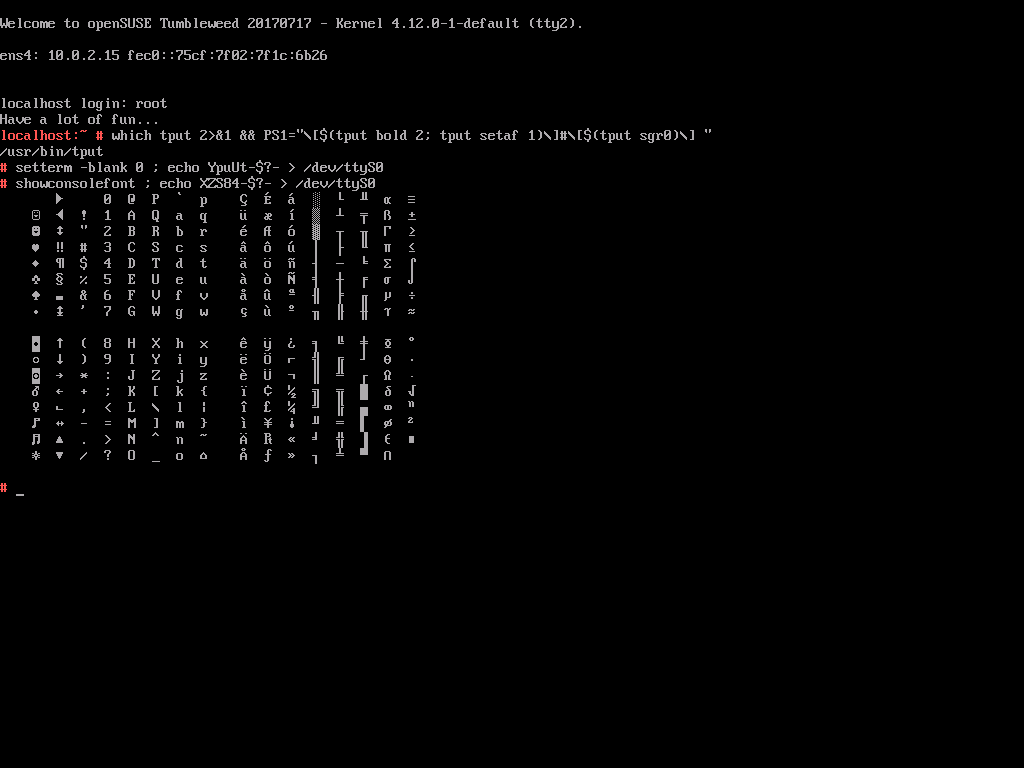 Welcome to openSUSE Tumbleweed 20170717 - Kernel 4.12.0-1-default (tty2).
ens4: 10.0.2.15 fec0::75cf:7f02:7f1c:6b26
localhost login: root
Have a lot of fun...
localhost:~ # which tput 2>&1 && PS1="\[$(tput bold 2; tput setaf 1)\]#\[$(tput sgr0)\] "
/usr/bin/tput
# setterm -blank 0 ; echo YpuUt-$?- > /dev/ttyS0
# showconsolefont ; echo XZS84-$?- > /dev/ttyS0
► 0 @ P ` p Ç É á ░ └ ╨ α ≡
☺ ◄ ! 1 A Q a q ü æ í ▒ ┴ ╤ ß ±
☻ ↕ " 2 B R b r é Æ ó ▓ ┬ ╥ Γ ≥
♥ ‼ # 3 C S c s â ô ú │ ├ ╙ π ≤
♦ ¶ $ 4 D T d t ä ö ñ ┤ ─ ╘ Σ ⌠
♣ § % 5 E U e u à ò Ñ ╡ ┼ ╒ σ ⌡
♠ ▬ & 6 F V f v å û ª ╢ ╞ ╓ µ ÷
• ↨ ' 7 G W g w ç ù º ╖ ╟ ╫ τ ≈
◘ ↑ ( 8 H X h x ê ÿ ¿ ╕ ╚ ╪ Φ °
○ ↓ ) 9 I Y i y ë Ö ⌐ ╣ ╔ ┘ Θ ∙
◙ → * : J Z j z è Ü ¬ ║ ╩ ┌ Ω ·
♂ ← + ; K [ k { ï ¢ ½ ╗ ╦ █ δ √
♀ ∟ , < L \ l ¦ î £ ¼ ╝ ╠ ▄ ∞ ⁿ
♪ ↔ - = M ] m } ì ¥ ¡ ╜ ═ ▌ ø ²
♫ ▲ . > N ^ n ~ Ä ₧ « ╛ ╬ ▐ ∈ ■
☼ ▼ / ? O _ o ⌂ Å ƒ » ┐ ╧ ▀ ∩
# _